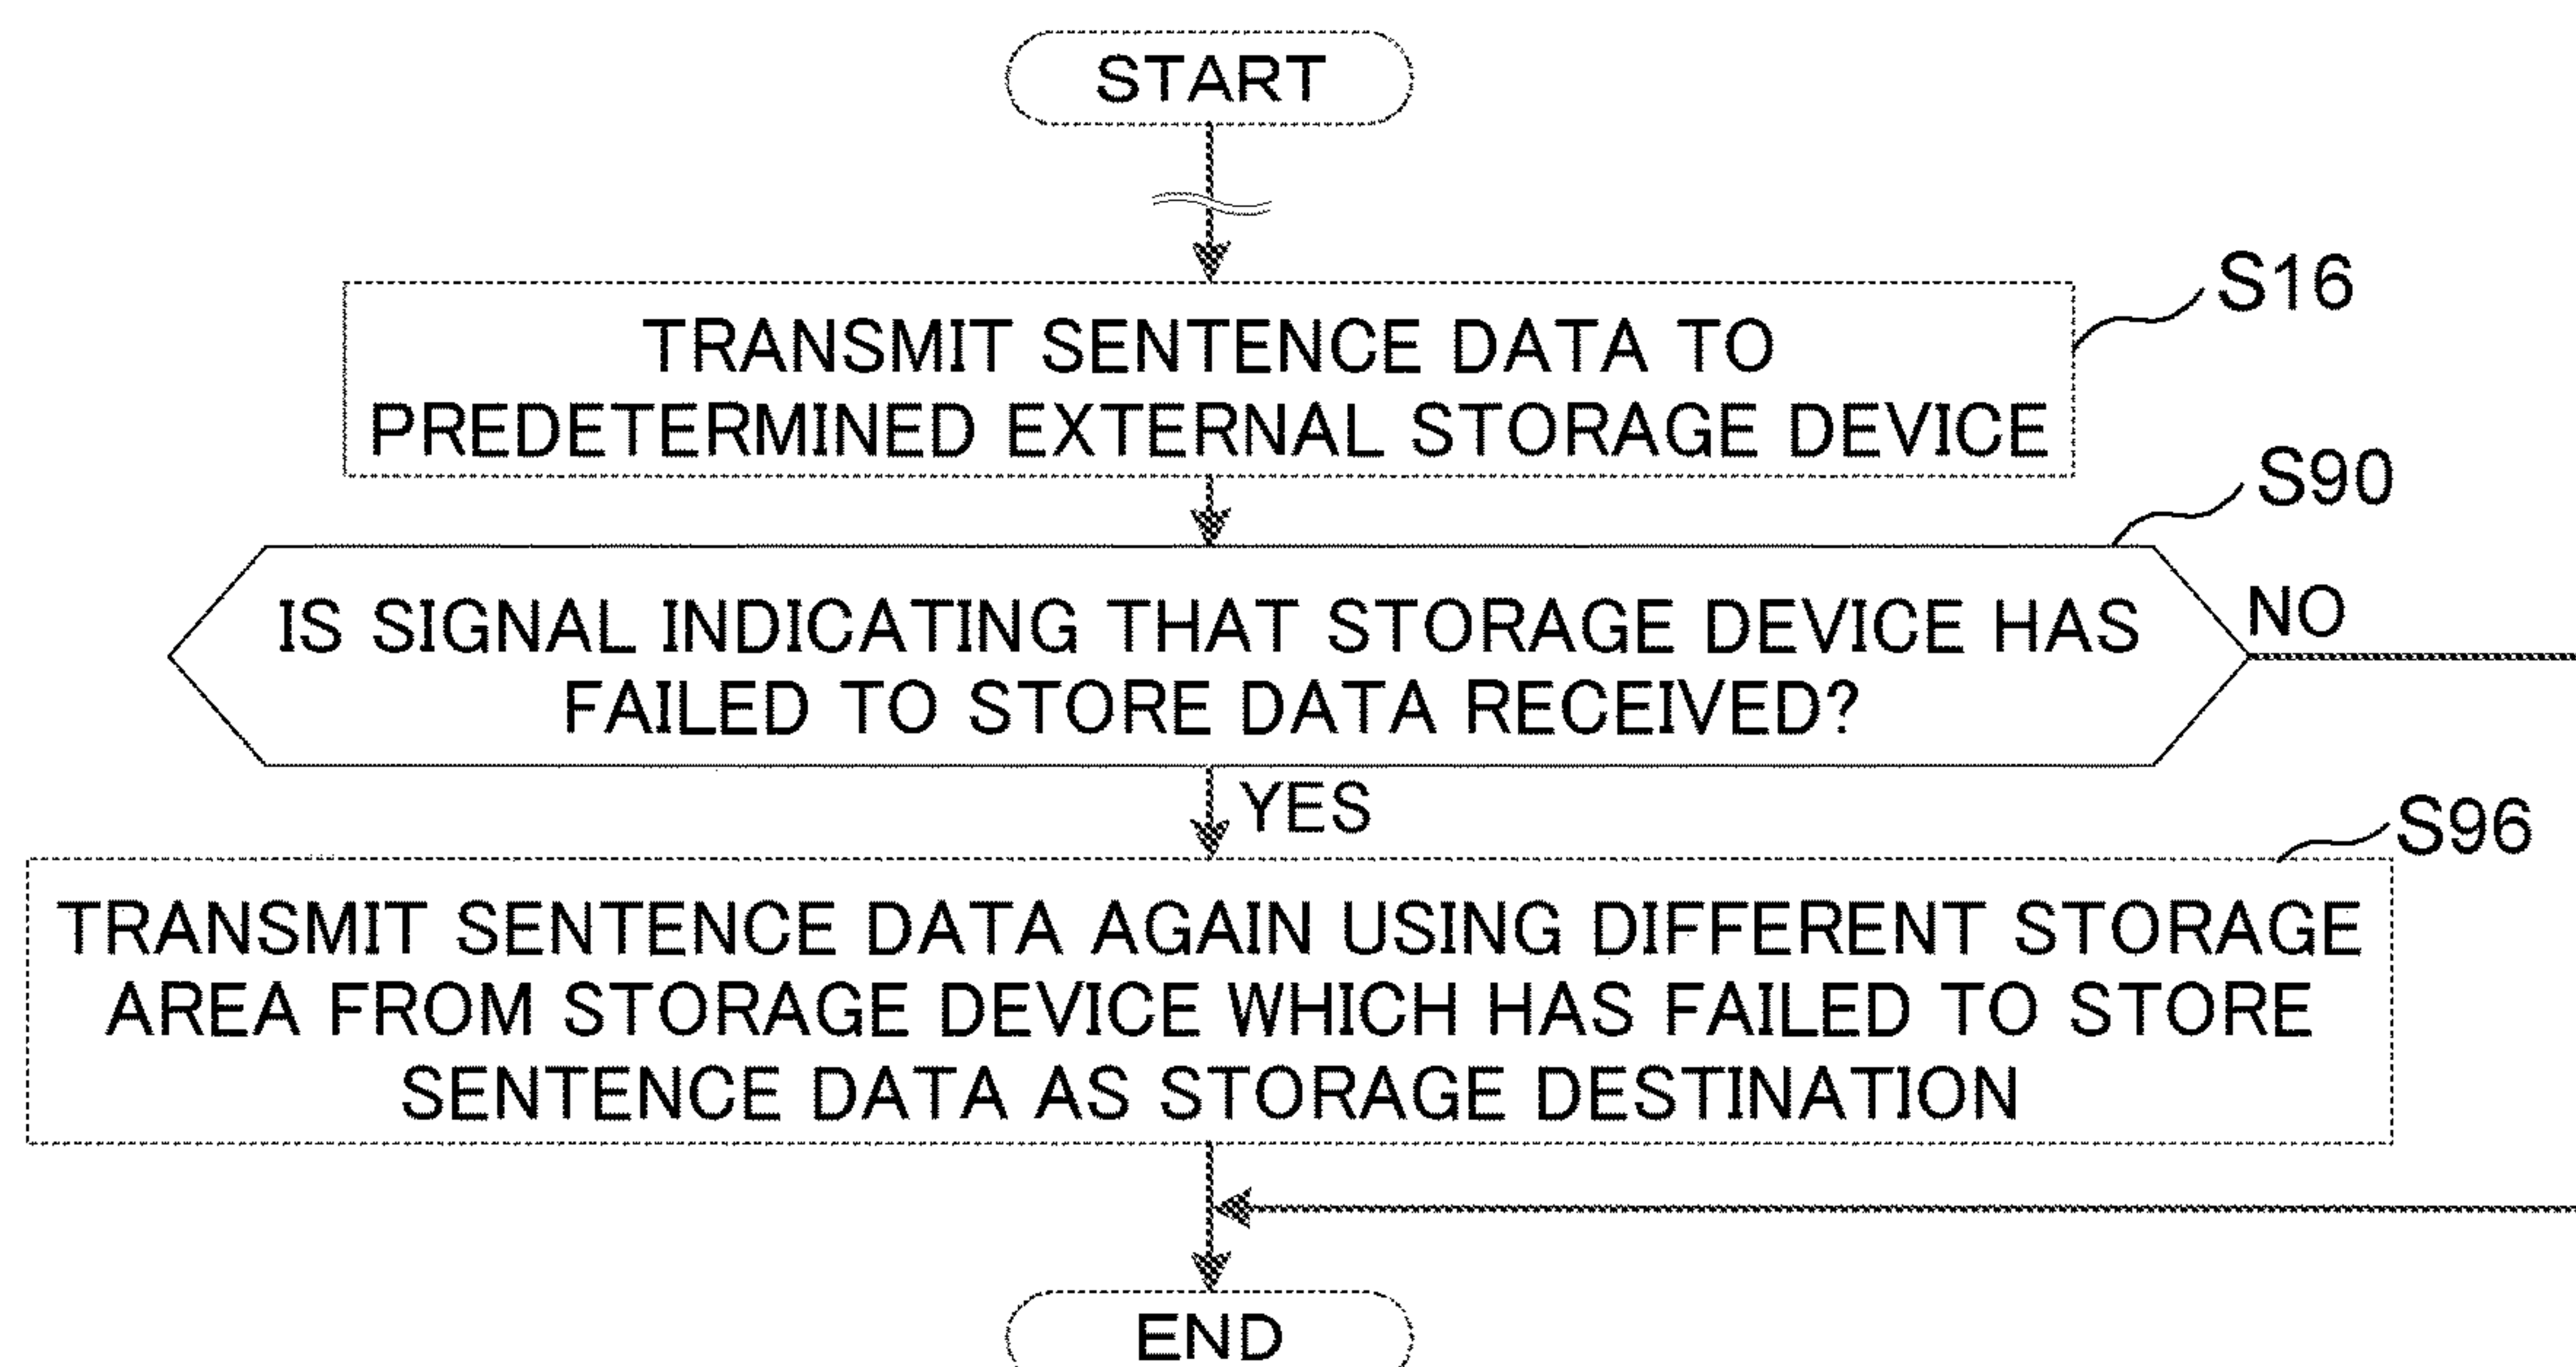 START
S16
TRANSMIT SENTENCE DATA TO
PREDETERMINED EXTERNAL STORAGE DEVICE
S90
IS SIGNAL INDICATING THAT STORAGE DEVICE HAS
FAILED TO STORE DATA RECEIVED?
NO
YES
S96
TRANSMIT SENTENCE DATA AGAIN USING DIFFERENT STORAGE
AREA FROM STORAGE DEVICE WHICH HAS FAILED TO STORE
SENTENCE DATA AS STORAGE DESTINATION
END